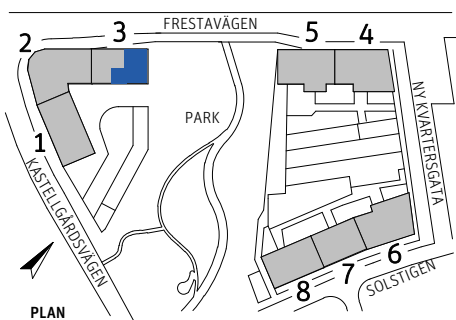 FRESTAVÄGEN
2
3
5
4
1
PARK
NY KVARTERSGATA
KASTELLGÅRDSVÄGEN
6
7
8
SOLSTIGEN
PLAN